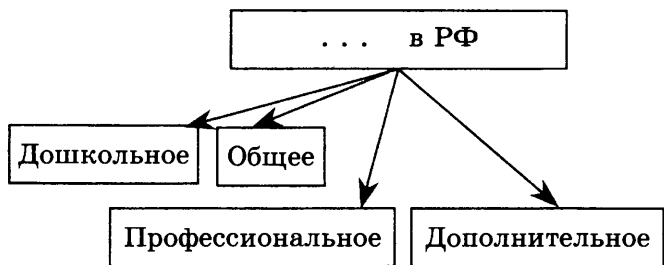 . . . в РФ
Дошкольное
Общее
Профессиональное
Дополнительное